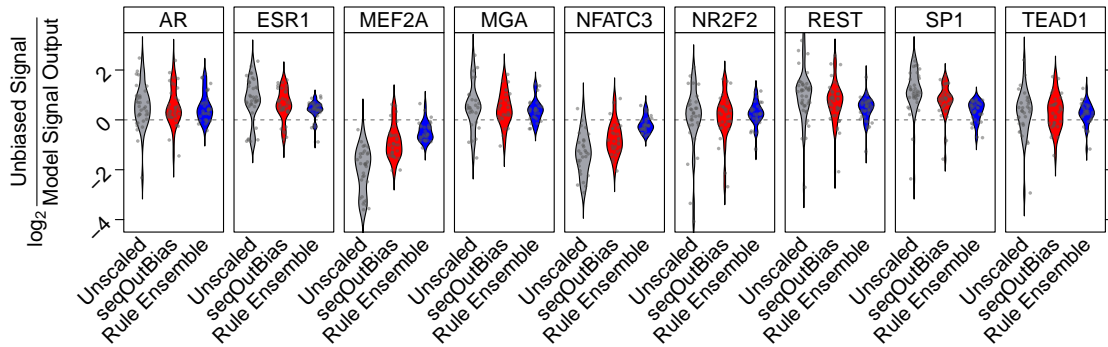 AR ESR1 MEF2A MGA NFATC3 NR2F2 REST SP1 TEAD1
log2 Unbiased Signal
Model Signal Output
2
0
−2
−4
Unscaled seqOutBias Rule Ensemble
Unscaled seqOutBias Rule Ensemble
Unscaled seqOutBias Rule Ensemble
Unscaled seqOutBias Rule Ensemble
Unscaled seqOutBias Rule Ensemble
Unscaled seqOutBias Rule Ensemble
Unscaled seqOutBias Rule Ensemble
Unscaled seqOutBias Rule Ensemble
Unscaled seqOutBias Rule Ensemble